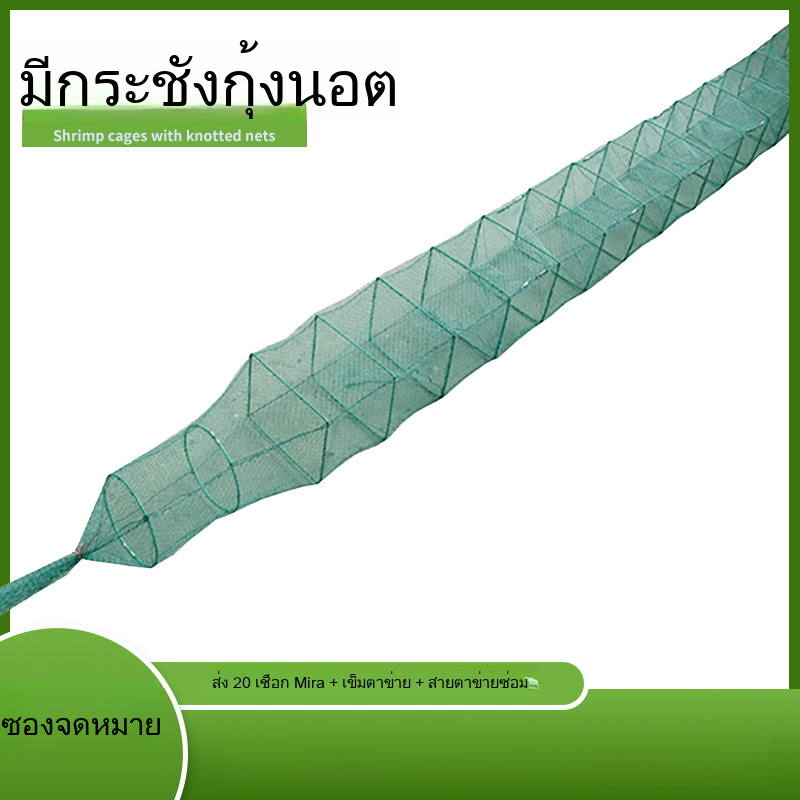 มีกระชังกุ้งนอต
Shrimp cages with knotted nets
ส่ง 20 เชือก Mira + เข็มตาข่าย + สายตาข่ายซ่อม
ซองจดหมาย